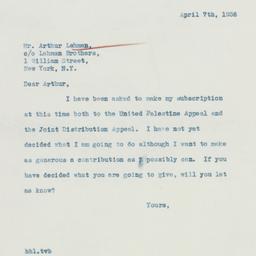 April 7th, 1936
Mr. Arthur Lehman,
c/o Lehman Brothers,
1 William Street,
New York, N.Y.
Dear Arthur,
I have been asked to make my subscription
at this time both to the United Palestine Appeal and
the Joint Distribution Appeal. I have not yet
decided what I am going to do although I want to make
as generous a contribution as I possibly can. If you
have decided what you are going to give, will you let
me know?
Yours,
hhl.tvb